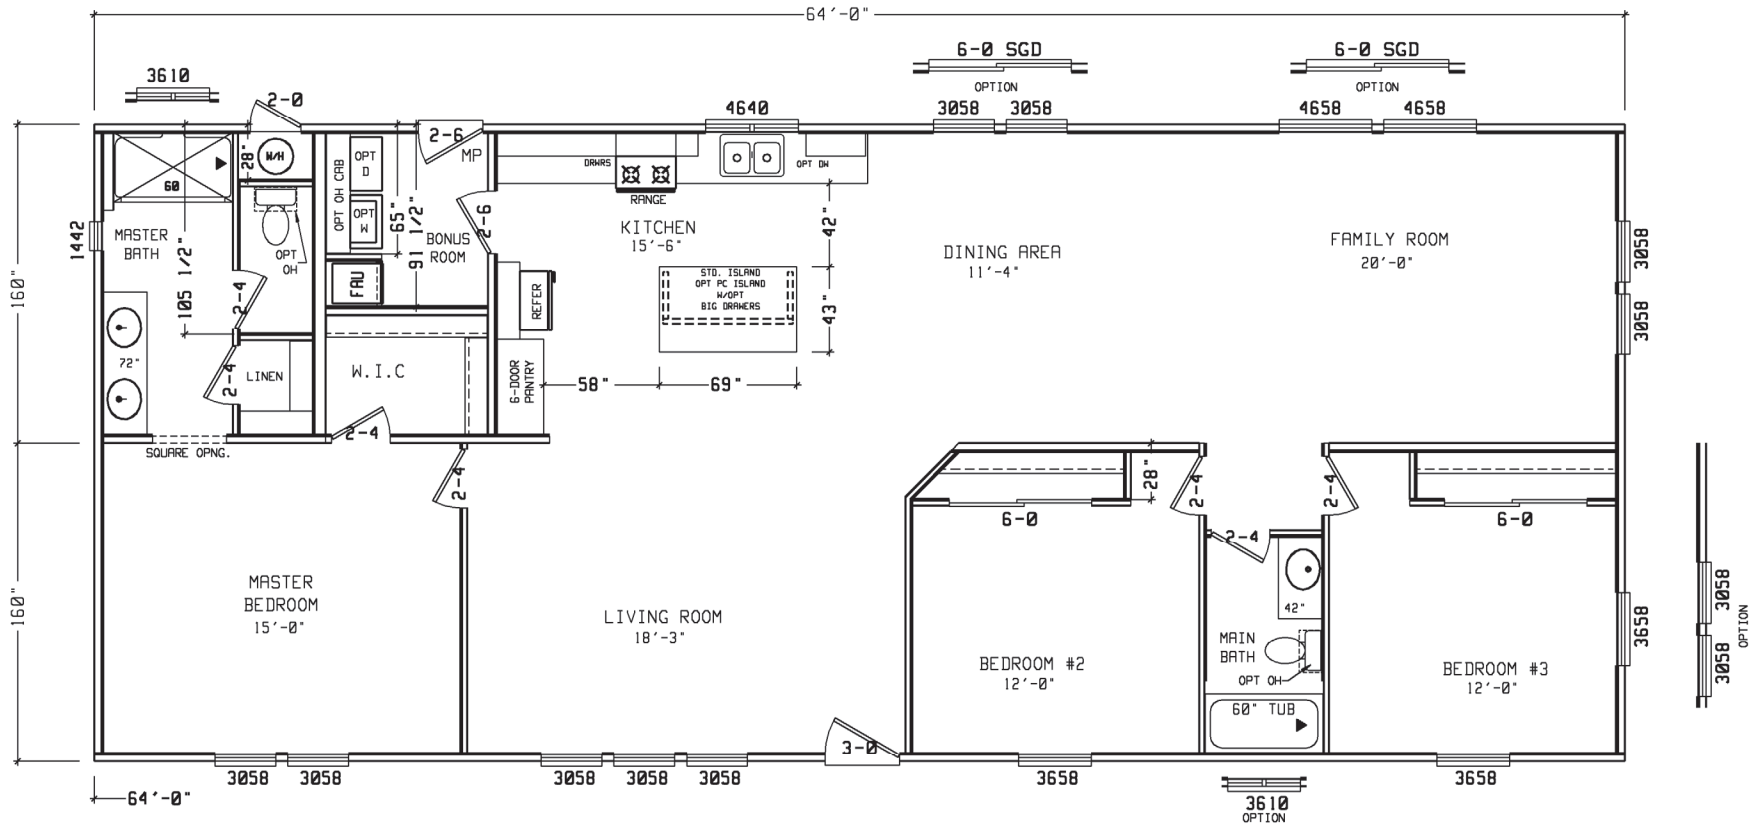 64'-0"
6-0 SGD
6-0 SGD
OPTION
OPTION
3610
2-0
4640
3058
3058
4658
4658
2-6
MP
28"
W/H
OPT OH CAB
OPT
D
DRWRS
OPT DW
60
RANGE
OPT
W
65"
91 1/2"
2-6
42"
1442
MASTER
BATH
105 1/2"
OPT
OH
BONUS
ROOM
KITCHEN
15'-6"
DINING AREA
11'-4"
FAMILY ROOM
20'-0"
3058
160"
2-4
FAU
REFER
STD. ISLAND
OPT PC ISLAND
W/OPT
BIG DRAWERS
43"
3058
72"
2-4
LINEN
W.I.C
6-DOOR
PANTRY
58"
69"
2-4
SQUARE OPNG.
2-4
28"
2-4
2-4
6-0
6-0
2-4
160"
MASTER
BEDROOM
15'-0"
LIVING ROOM
18'-3"
42"
3658
3058
3058
OPTION
MAIN
BATH
OPT OH
BEDROOM #2
12'-0"
BEDROOM #3
12'-0"
60" TUB
3-0
3058
3058
3058
3058
3058
3658
3658
64'-0"
3610
OPTION